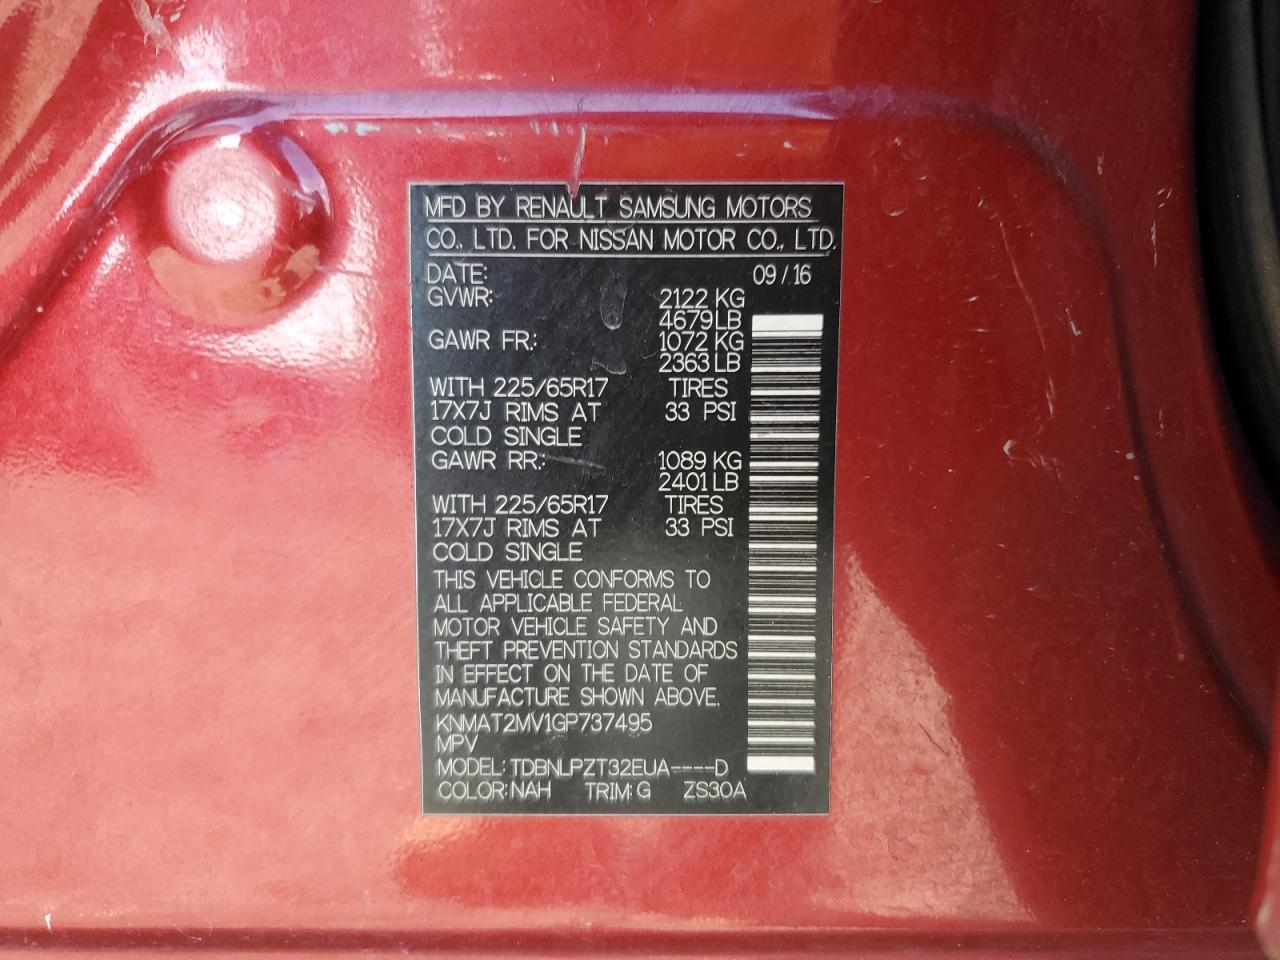 MFD BY RENAULT SAMSUNG MOTORS
CO., LTD. FOR NISSAN MOTOR CO., LTD.
DATE: 09 / 16
GVWR: 2122 KG
4679 LB
GAWR FR.: 1072 KG
2363 LB
WITH 225/65R17 TIRES
17X7J RIMS AT 33 PSI
COLD SINGLE
GAWR RR.: 1089 KG
2401 LB
WITH 225/65R17 TIRES
17X7J RIMS AT 33 PSI
COLD SINGLE
THIS VEHICLE CONFORMS TO
ALL APPLICABLE FEDERAL
MOTOR VEHICLE SAFETY AND
THEFT PREVENTION STANDARDS
IN EFFECT ON THE DATE OF
MANUFACTURE SHOWN ABOVE.
KNMAT2MV1GP737495
MPV
MODEL: TDBNLPZT32EUA----D
COLOR: NAH TRIM: G ZS30A